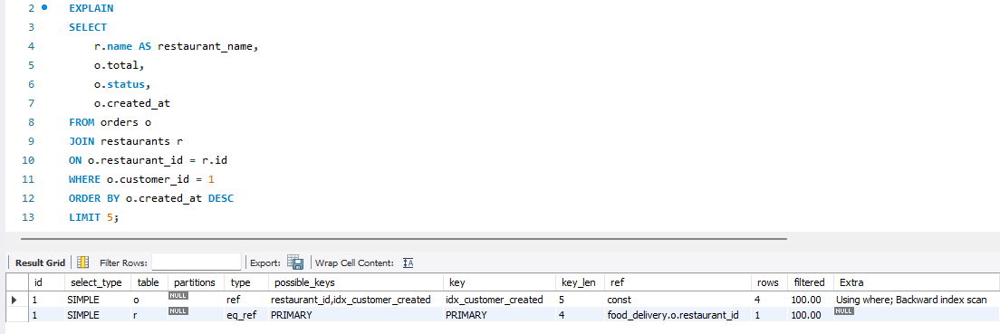 2 EXPLAIN
3 SELECT
4 r.name AS restaurant_name,
5 o.total,
6 o.status,
7 o.created_at
8 FROM orders o
9 JOIN restaurants r
10 ON o.restaurant_id = r.id
11 WHERE o.customer_id = 1
12 ORDER BY o.created_at DESC
13 LIMIT 5;
Result Grid Filter Rows: Export: Wrap Cell Content: IA
id select_type table partitions type possible_keys key key_len ref rows filtered Extra
1 SIMPLE o NULL ref restaurant_id,idx_customer_created idx_customer_created 5 const 4 100.00 Using where; Backward index scan
1 SIMPLE r NULL eq_ref PRIMARY PRIMARY 4 food_delivery.o.restaurant_id 1 100.00 NULL